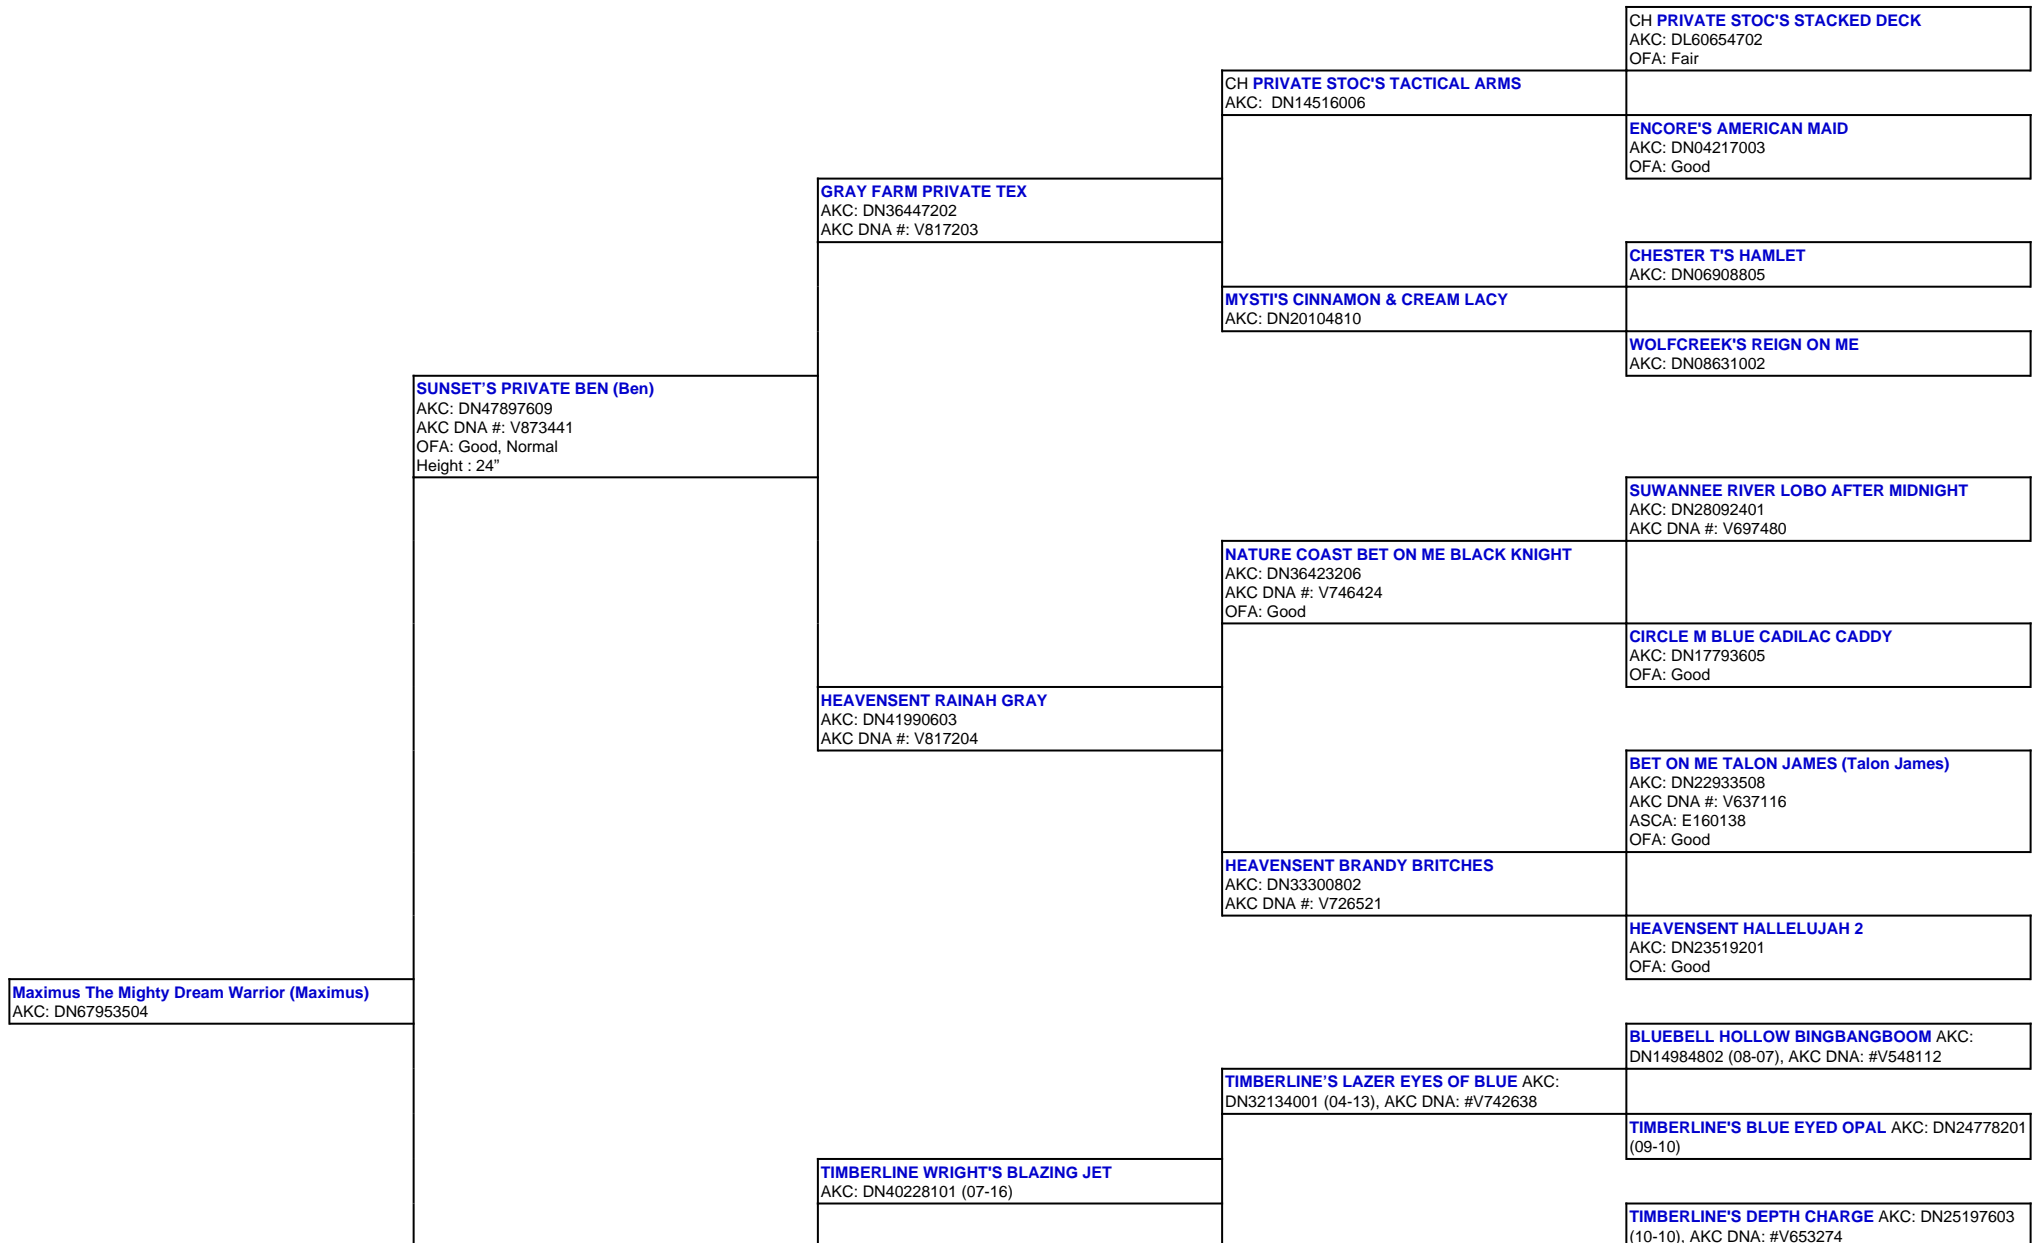 CH PRIVATE STOC'S STACKED DECK
AKC: DL60654702
OFA: Fair
CH PRIVATE STOC'S TACTICAL ARMS
AKC:  DN14516006
ENCORE'S AMERICAN MAID
AKC: DN04217003
OFA: Good
GRAY FARM PRIVATE TEX
AKC: DN36447202
AKC DNA #: V817203
CHESTER T'S HAMLET
AKC: DN06908805
MYSTI'S CINNAMON & CREAM LACY
AKC: DN20104810
WOLFCREEK'S REIGN ON ME
AKC: DN08631002
SUNSET’S PRIVATE BEN (Ben)
AKC: DN47897609
AKC DNA #: V873441
OFA: Good, Normal
Height : 24”
SUWANNEE RIVER LOBO AFTER MIDNIGHT
AKC: DN28092401
AKC DNA #: V697480
NATURE COAST BET ON ME BLACK KNIGHT
AKC: DN36423206
AKC DNA #: V746424
OFA: Good
CIRCLE M BLUE CADILAC CADDY
AKC: DN17793605
OFA: Good
HEAVENSENT RAINAH GRAY
AKC: DN41990603
AKC DNA #: V817204
BET ON ME TALON JAMES (Talon James)
AKC: DN22933508
AKC DNA #: V637116
ASCA: E160138
OFA: Good
HEAVENSENT BRANDY BRITCHES
AKC: DN33300802
AKC DNA #: V726521
HEAVENSENT HALLELUJAH 2
AKC: DN23519201
OFA: Good
Maximus The Mighty Dream Warrior (Maximus)
AKC: DN67953504
BLUEBELL HOLLOW BINGBANGBOOM AKC:
DN14984802 (08-07), AKC DNA: #V548112
TIMBERLINE’S LAZER EYES OF BLUE AKC:
DN32134001 (04-13), AKC DNA: #V742638
TIMBERLINE'S BLUE EYED OPAL AKC: DN24778201
(09-10)
TIMBERLINE WRIGHT'S BLAZING JET
AKC: DN40228101 (07-16)
TIMBERLINE'S DEPTH CHARGE AKC: DN25197603
(10-10), AKC DNA: #V653274